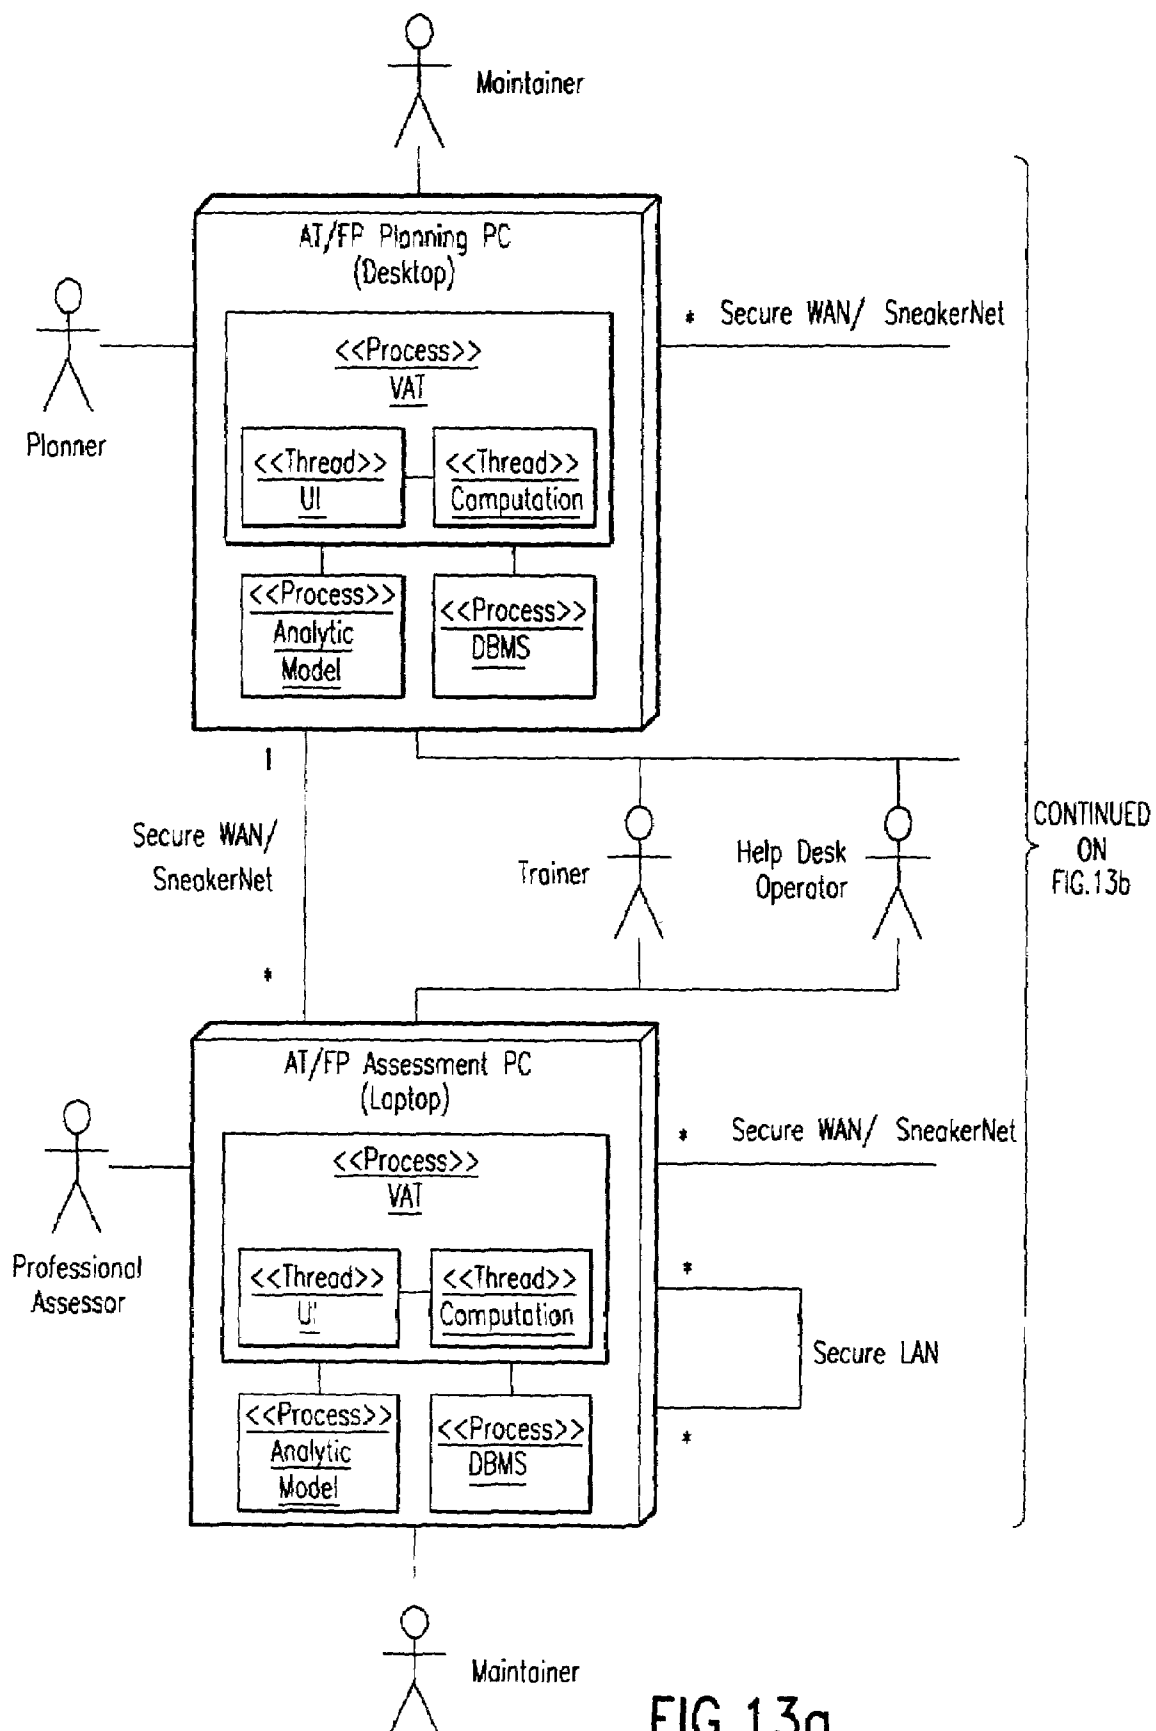 Maintainer
AT/FP Planning PC
(Desktop)
* Secure WAN/ SneakerNet
<<Process>>
VAT
Planner
<<Thread>>
UI
<<Thread>>
Computation
<<Process>>
Analytic
Model
<<Process>>
DBMS
1
Secure WAN/
SneakerNet
*
Trainer
Help Desk
Operator
CONTINUED
ON
FIG.13b
AT/FP Assessment PC
(Laptop)
* Secure WAN/ SneakerNet
<<Process>>
VAT
Professional
Assessor
<<Thread>>
UI
<<Thread>>
Computation
*
Secure LAN
*
<<Process>>
Analytic
Model
<<Process>>
DBMS
Maintainer
FIG.13a